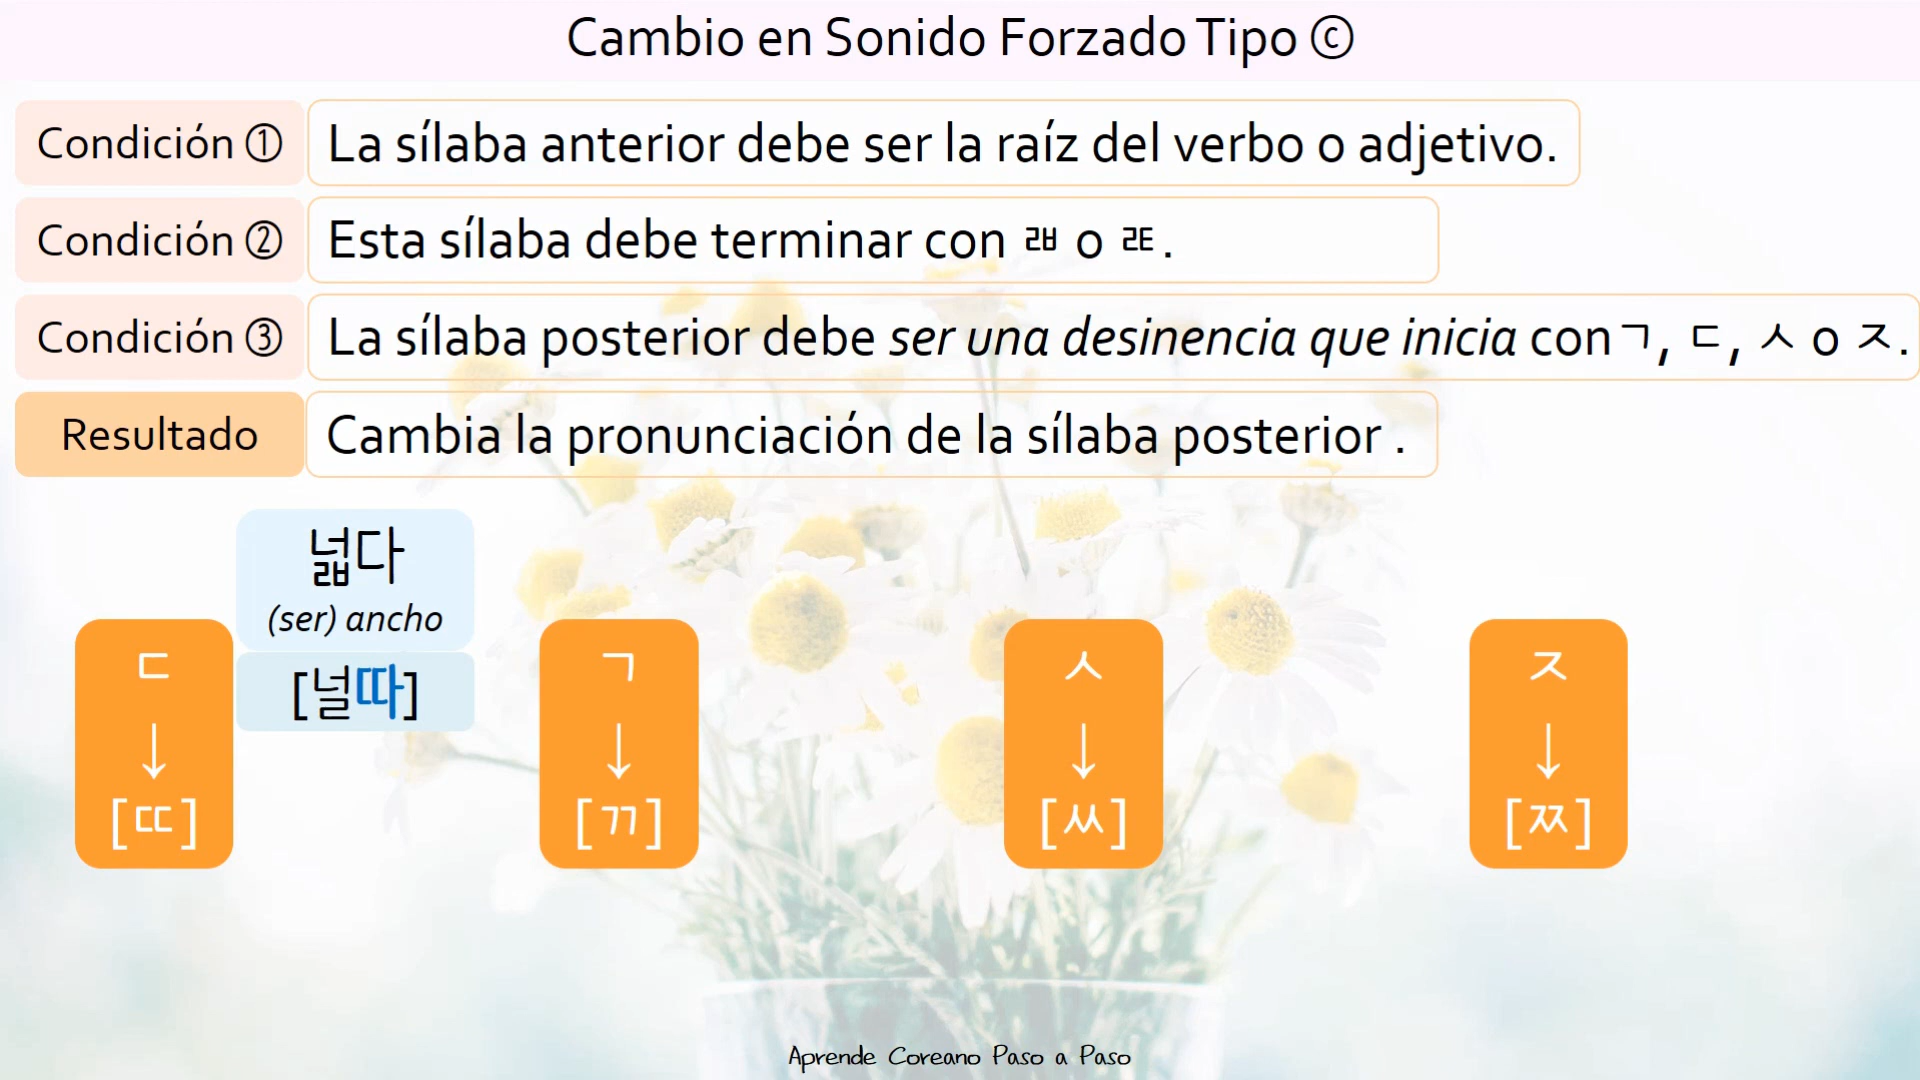 Cambio en Sonido Forzado Tipo ⓒ
Condición ①
La sílaba anterior debe ser la raíz del verbo o adjetivo.
Condición ②
Esta sílaba debe terminar con ㄼ o ㄾ.
Condición ③
La sílaba posterior debe ser una desinencia que inicia con ㄱ, ㄷ, ㅅ o ㅈ.
Resultado
Cambia la pronunciación de la sílaba posterior .
넓다
(ser) ancho
[널따]
ㄷ
↓
[ㄸ]
ㄱ
↓
[ㄲ]
ㅅ
↓
[ㅆ]
ㅈ
↓
[ㅉ]
Aprende Coreano Paso a Paso